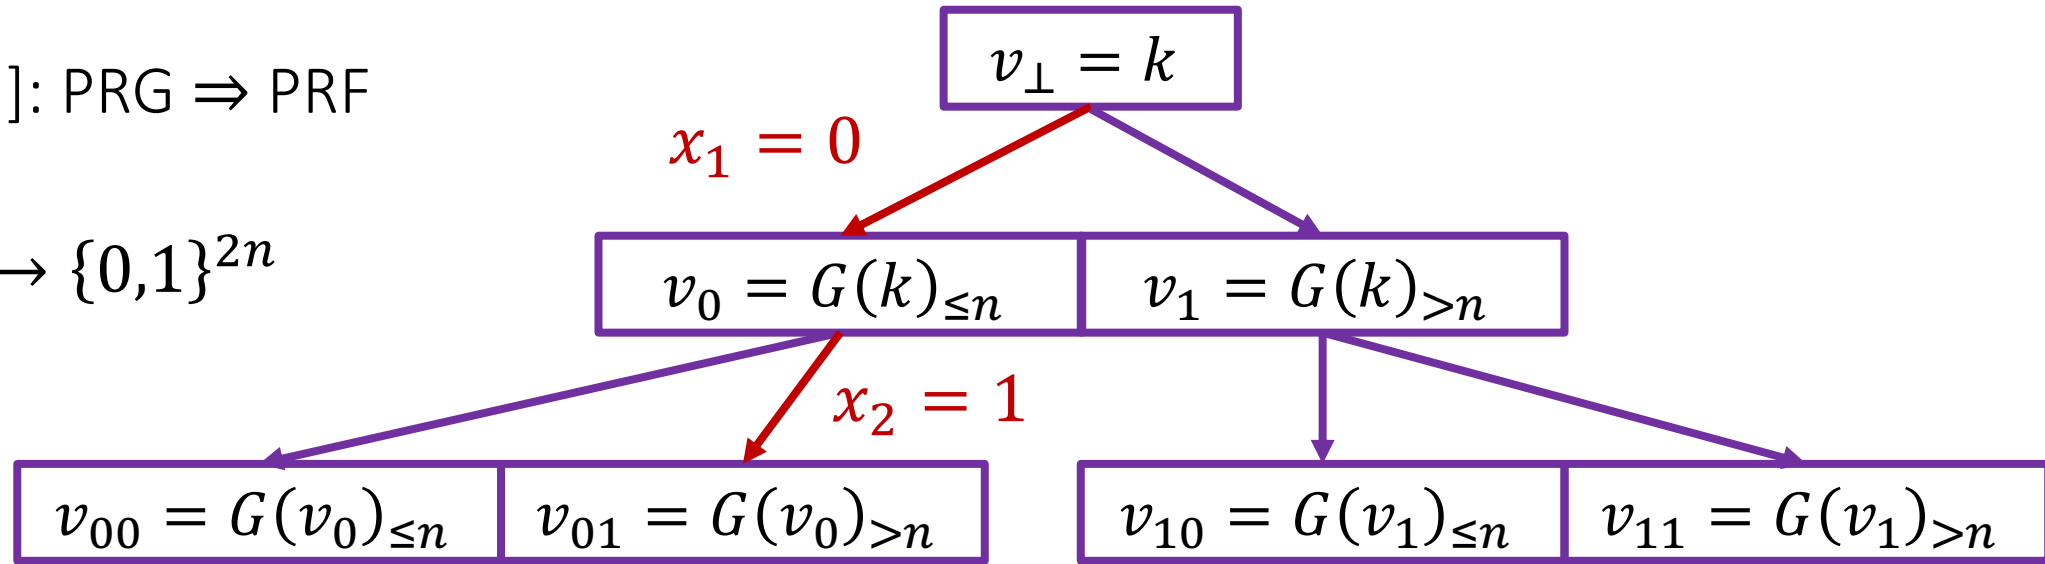 ]: PRG ⇒ PRF
→ {0,1}²ⁿ
v⊥ = k
x₁ = 0
v₀ = G(k)≤n
v₁ = G(k)>n
x₂ = 1
v₀₀ = G(v₀)≤n
v₀₁ = G(v₀)>n
v₁₀ = G(v₁)≤n
v₁₁ = G(v₁)>n